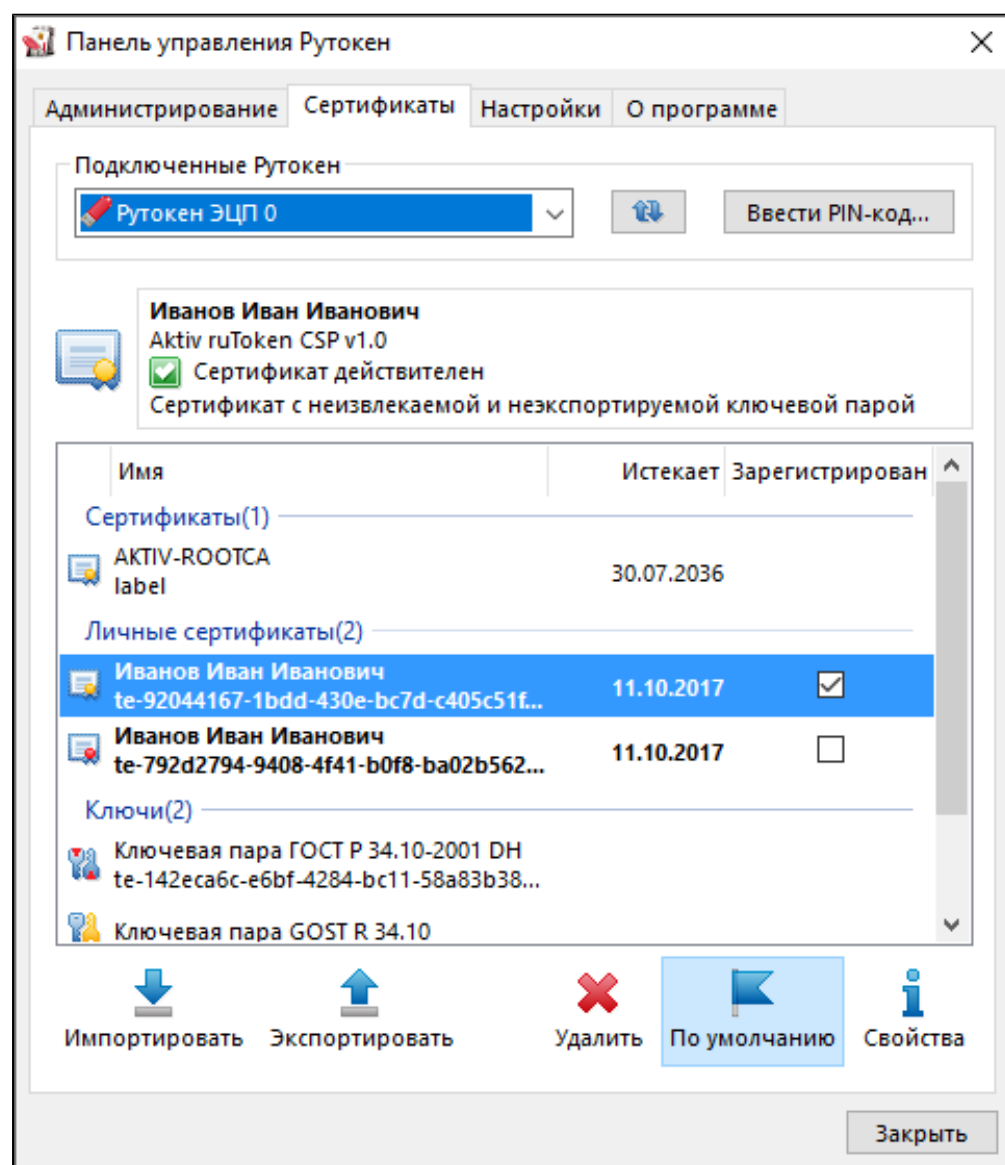 Панель управления Рутокен
Администрирование Сертификаты Настройки О программе
Подключенные Рутокен
Рутокен ЭЦП 0 Ввести PIN-код...
Иванов Иван Иванович
Aktiv ruToken CSP v1.0
Сертификат действителен
Сертификат с неизвлекаемой и неэкспортируемой ключевой парой
Имя Истекает Зарегистрирован
Сертификаты(1)
AKTIV-ROOTCA
label 30.07.2036
Личные сертификаты(2)
Иванов Иван Иванович
te-92044167-1bdd-430e-bc7d-c405c51f... 11.10.2017
Иванов Иван Иванович
te-792d2794-9408-4f41-b0f8-ba02b562... 11.10.2017
Ключи(2)
Ключевая пара ГОСТ Р 34.10-2001 DH
te-142eca6c-e6bf-4284-bc11-58a83b38...
Ключевая пара GOST R 34.10
Импортировать Экспортировать Удалить По умолчанию Свойства
Закрыть